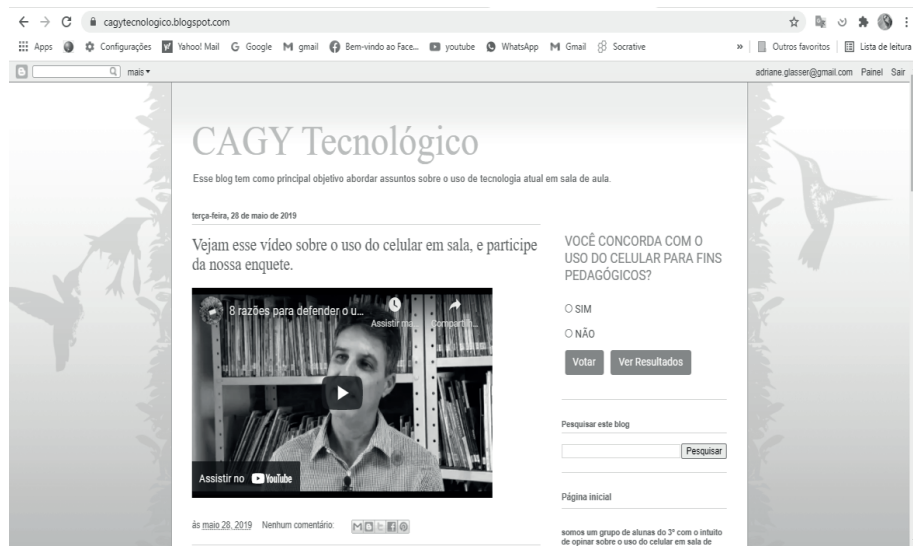 cagytecnologico.blogspot.com
Apps Configurações Yahoo! Mail Google gmail Bem-vindo ao Face... youtube WhatsApp Gmail Socrative » Outros favoritos Lista de leitura
mais adriane.glasser@gmail.com Painel Sair
CAGY Tecnológico
Esse blog tem como principal objetivo abordar assuntos sobre o uso de tecnologia atual em sala de aula.
terça-feira, 28 de maio de 2019
Vejam esse vídeo sobre o uso do celular em sala, e participe
da nossa enquete.
8 razões para defender o u...
Assistir ma... Compartilh...
Assistir no YouTube
às maio 28, 2019 Nenhum comentário:
VOCÊ CONCORDA COM O
USO DO CELULAR PARA FINS
PEDAGÓGICOS?
SIM
NÃO
Votar Ver Resultados
Pesquisar este blog
Pesquisar
Página inicial
somos um grupo de alunas do 3º com o intuito
de opinar sobre o uso do celular em sala de